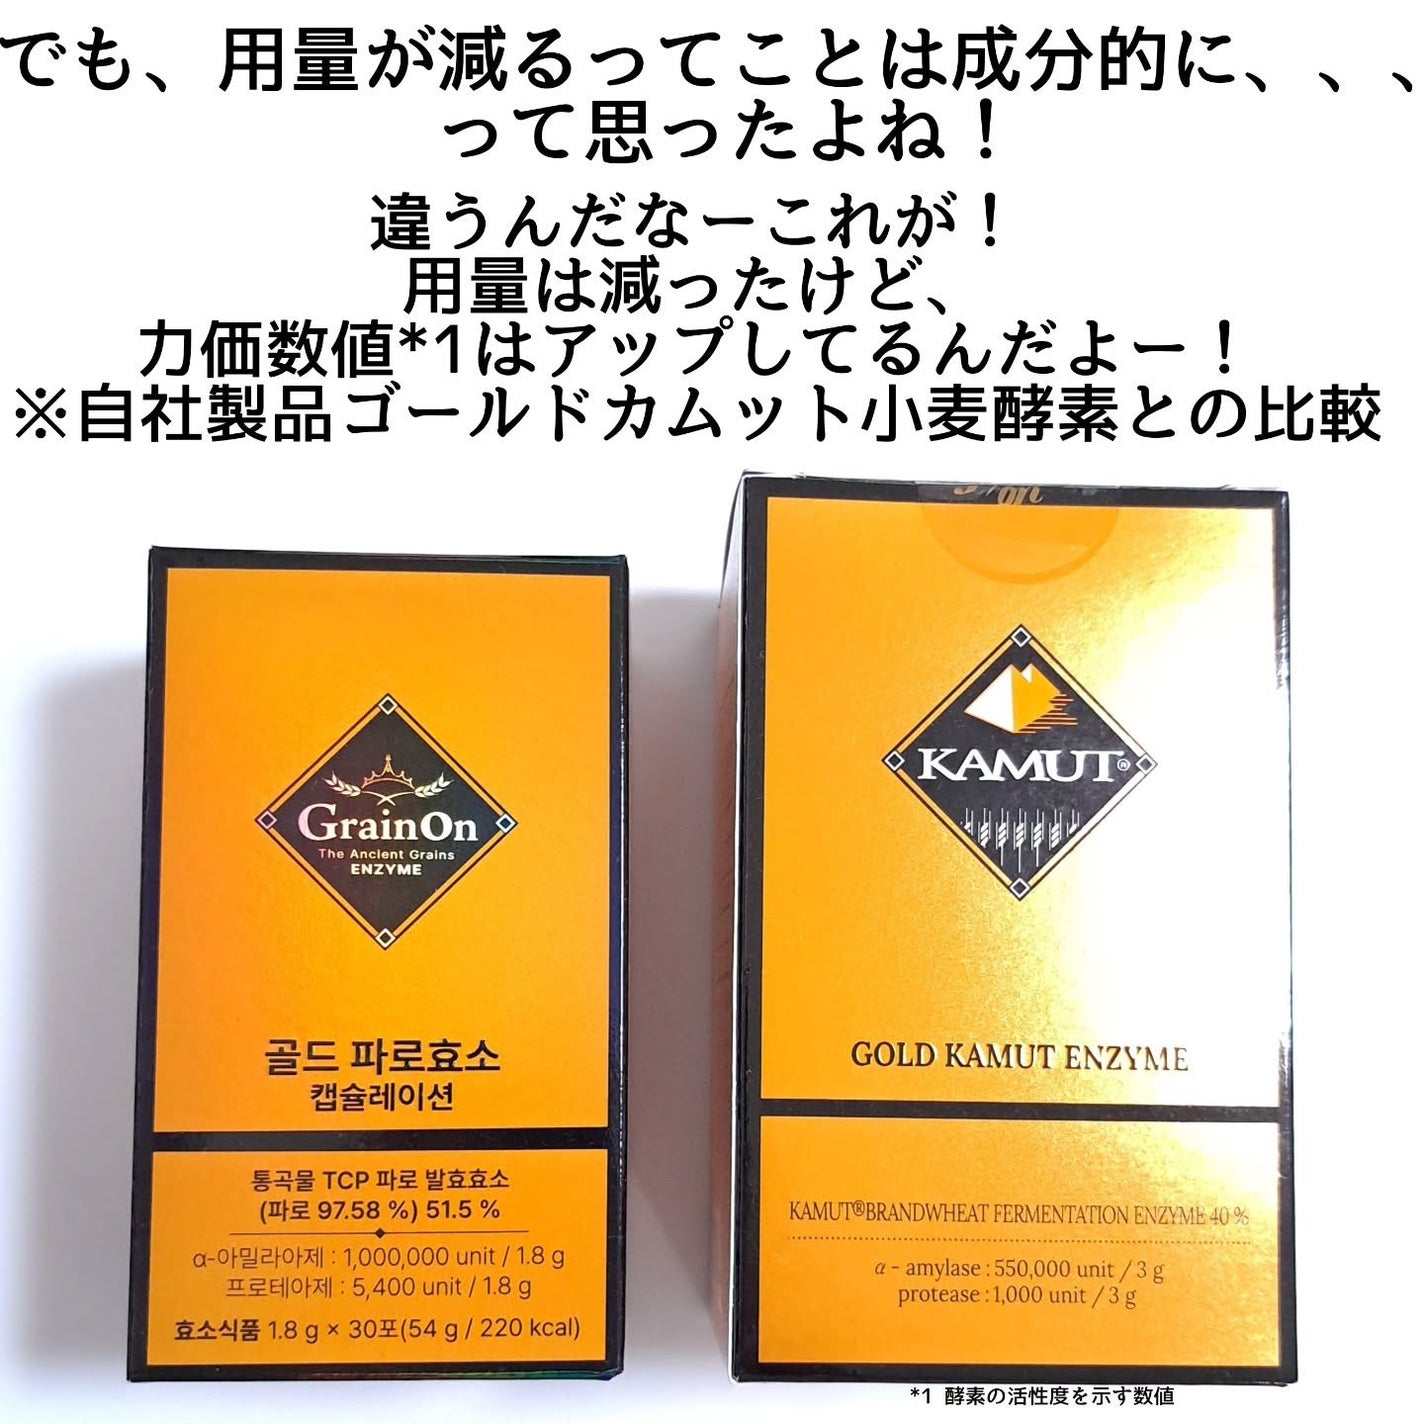 でも、用量が減るってことは成分的に、、、
って思ったよね！
違うんだなーこれが！
用量は減ったけど、
力価数値*1はアップしてるんだよー！
※自社製品ゴールドカムット小麦酵素との比較
GrainOn
The Ancient Grains
ENZYME
골드 파로효소
캡슐레이션
통곡물 TCP 파로 발효효소
(파로 97.58 %) 51.5 %
α-아밀라아제 : 1,000,000 unit / 1.8 g
프로테아제 : 5,400 unit / 1.8 g
효소식품 1.8 g × 30포(54 g / 220 kcal)
KAMUT®
GOLD KAMUT ENZYME
KAMUT®BRANDWHEAT FERMENTATION ENZYME 40 %
α - amylase : 550,000 unit / 3 g
protease : 1,000 unit / 3 g
*1 酵素の活性度を示す数値